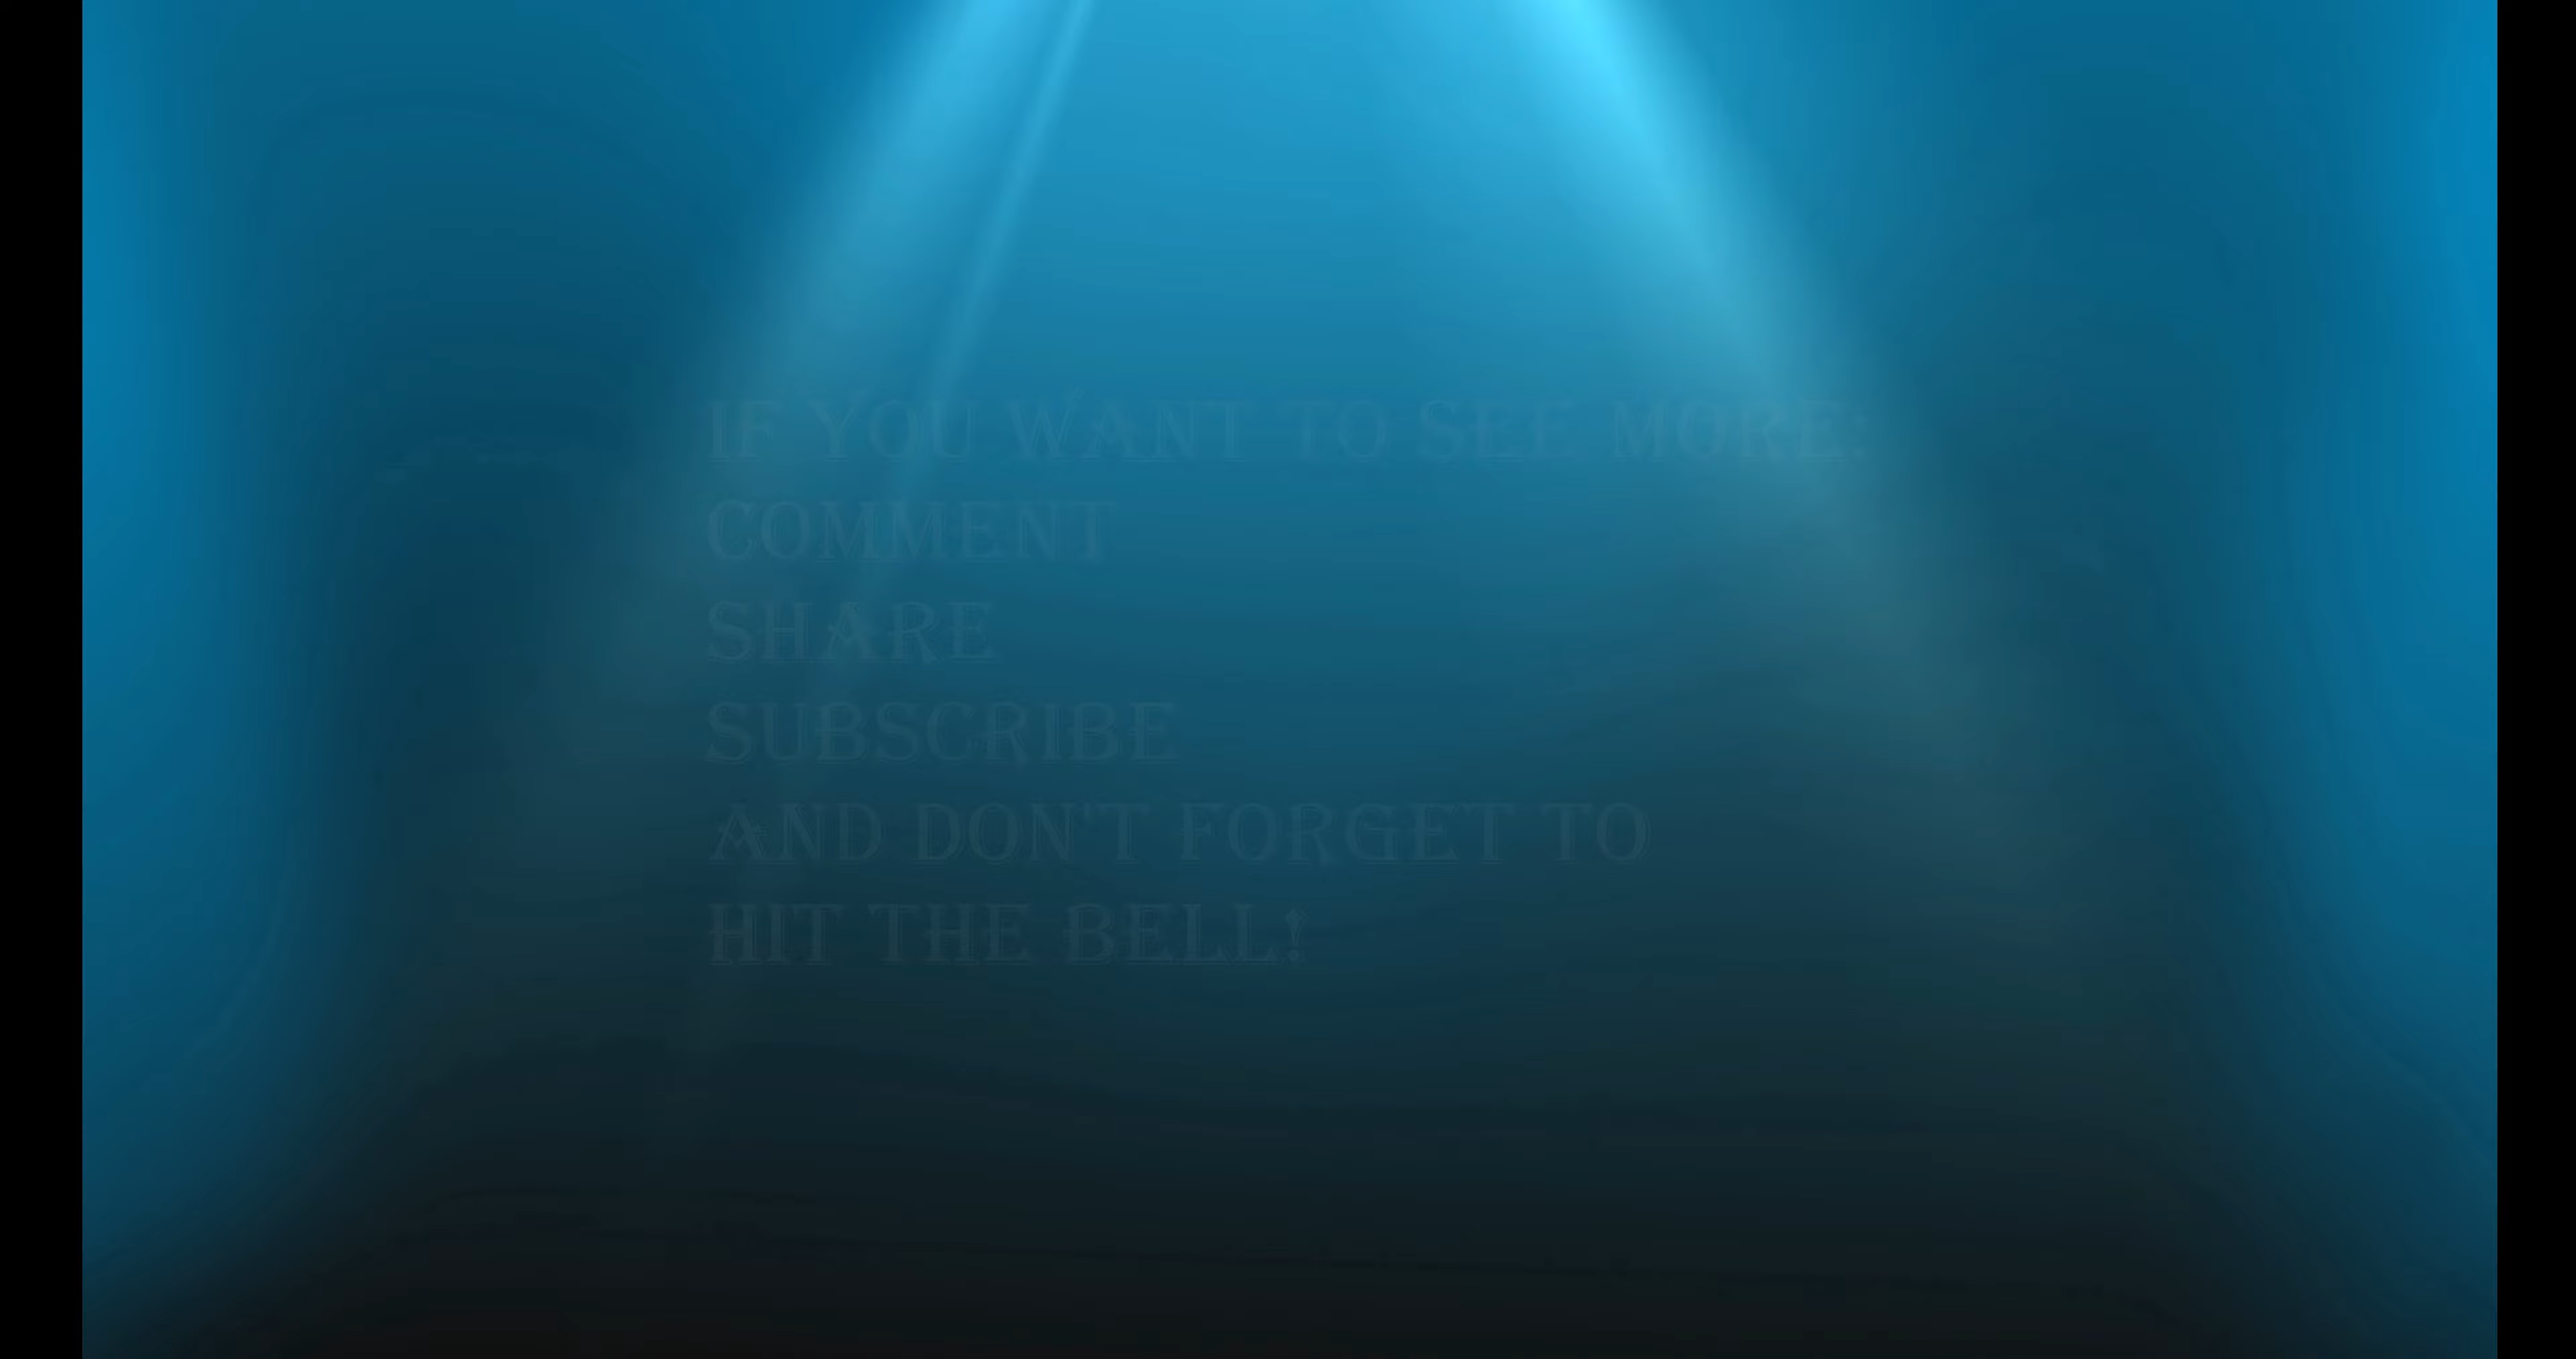 IF YOU WANT TO SEE MORE:
COMMENT
SHARE
SUBSCRIBE
AND DON'T FORGET TO
HIT THE BELL!